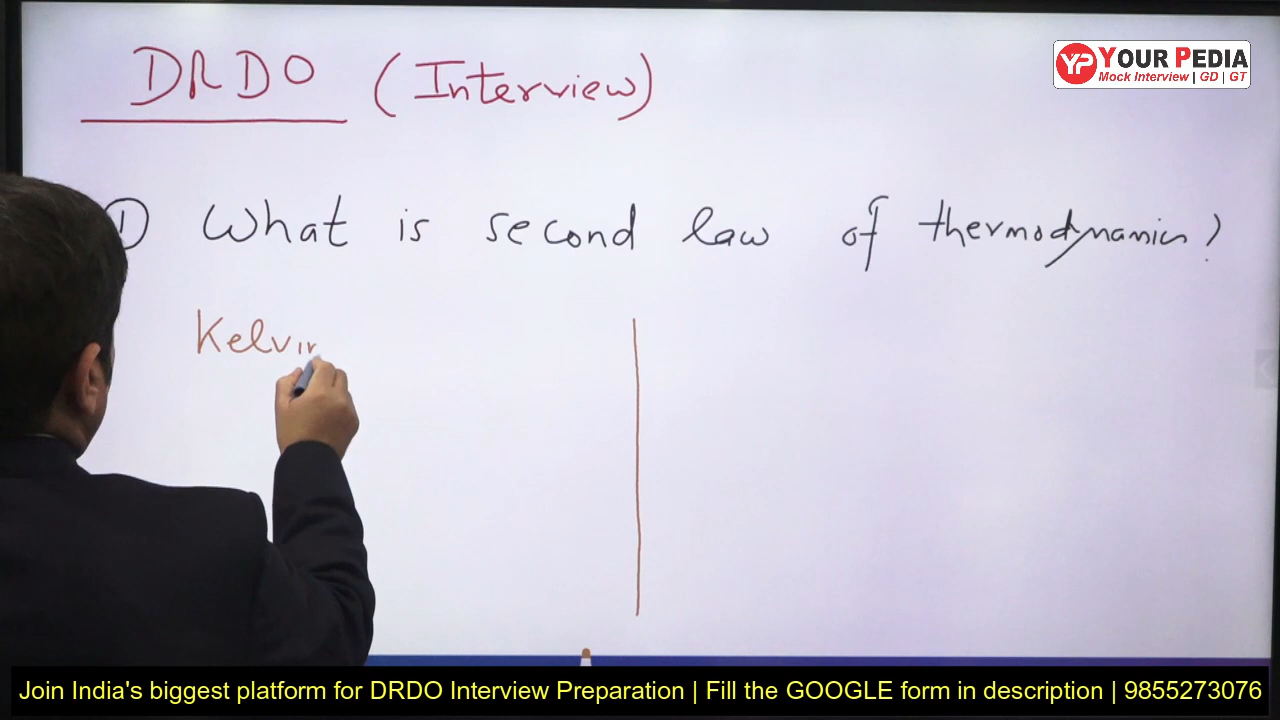 DRDO (Interview)
YP YOUR PEDIA
Mock Interview | GD | GT
1) What is second law of thermodynamics?
Kelvin
Join India's biggest platform for DRDO Interview Preparation | Fill the GOOGLE form in description | 9855273076